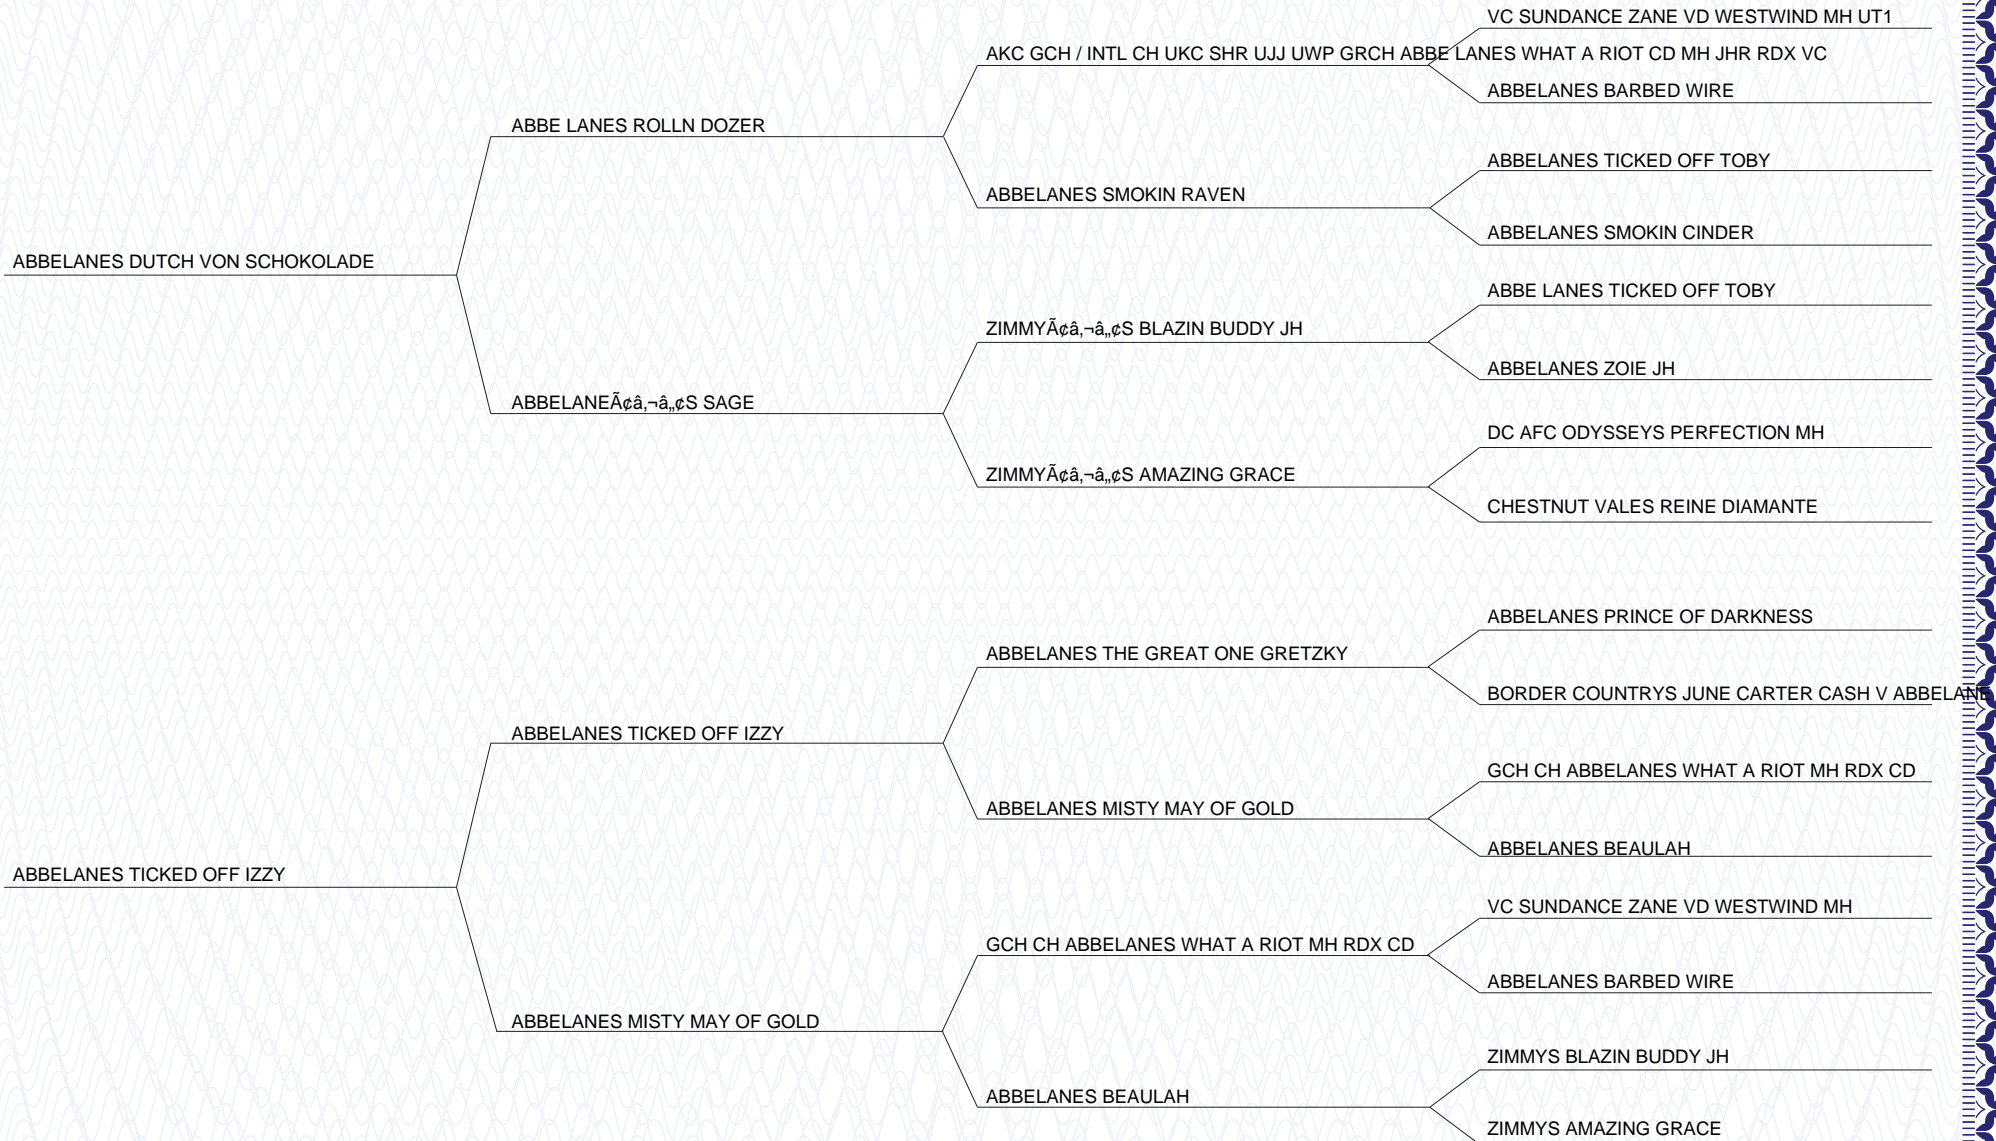 VC SUNDANCE ZANE VD WESTWIND MH UT1
AKC GCH / INTL CH UKC SHR UJJ UWP GRCH ABBE LANES WHAT A RIOT CD MH JHR RDX VC
ABBELANES BARBED WIRE
ABBE LANES ROLLN DOZER
ABBELANES TICKED OFF TOBY
ABBELANES SMOKIN RAVEN
ABBELANES SMOKIN CINDER
ABBELANES DUTCH VON SCHOKOLADE
ABBE LANES TICKED OFF TOBY
ZIMMYÃ¢â‚¬â„¢S BLAZIN BUDDY JH
ABBELANES ZOIE JH
ABBELANEÃ¢â‚¬â„¢S SAGE
DC AFC ODYSSEYS PERFECTION MH
ZIMMYÃ¢â‚¬â„¢S AMAZING GRACE
CHESTNUT VALES REINE DIAMANTE
ABBELANES PRINCE OF DARKNESS
ABBELANES THE GREAT ONE GRETZKY
BORDER COUNTRYS JUNE CARTER CASH V ABBELANE
ABBELANES TICKED OFF IZZY
GCH CH ABBELANES WHAT A RIOT MH RDX CD
ABBELANES MISTY MAY OF GOLD
ABBELANES BEAULAH
ABBELANES TICKED OFF IZZY
VC SUNDANCE ZANE VD WESTWIND MH
GCH CH ABBELANES WHAT A RIOT MH RDX CD
ABBELANES BARBED WIRE
ABBELANES MISTY MAY OF GOLD
ZIMMYS BLAZIN BUDDY JH
ABBELANES BEAULAH
ZIMMYS AMAZING GRACE